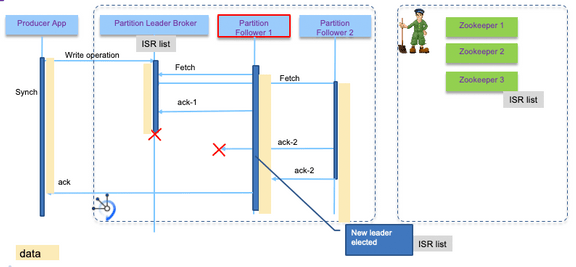 Producer App
Partition Leader Broker
Partition
Follower 1
Partition
Follower 2
Zookeeper 1
Zookeeper 2
Zookeeper 3
ISR list
ISR list
Write operation
Fetch
Fetch
Synch
ack-1
ack-2
ack-2
ack
New leader
elected
ISR list
data